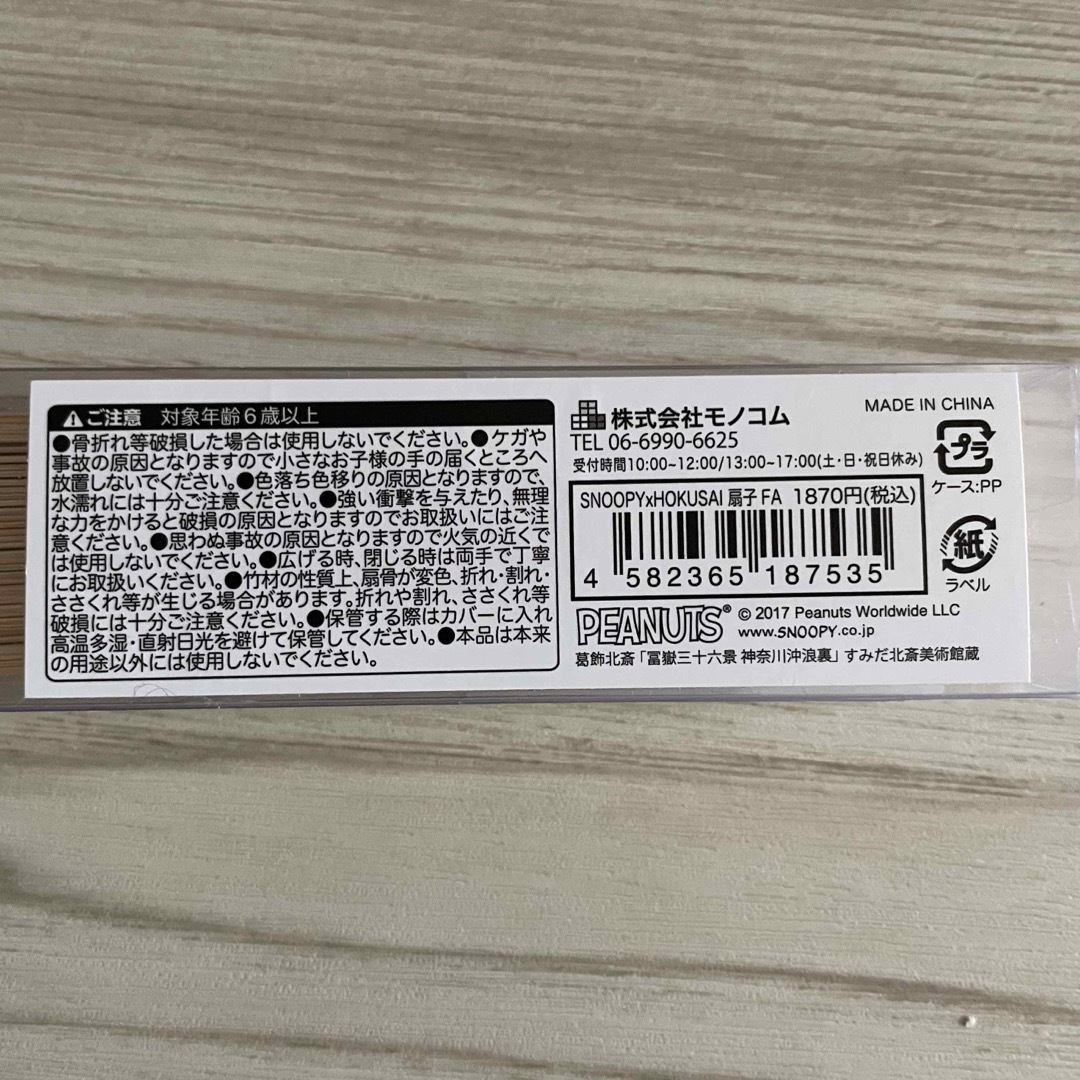 ご注意 対象年齢6歳以上
●骨折れ等破損した場合は使用しないでください。●ケガや
事故の原因となりますので小さなお子様の手の届くところへ
放置しないでください。●色落ち色移りの原因となりますので、
水濡れには十分ご注意ください。●強い衝撃を与えたり、無理
な力をかけると破損の原因となりますのでお取扱いにはご注
意ください。●思わぬ事故の原因となりますので火気の近くで
は使用しないでください。●広げる時、閉じる時は両手で丁寧
にお取扱いください。●竹材の性質上、扇骨が変色、折れ・割れ・
ささくれ等が生じる場合があります。折れや割れ、ささくれ等
破損には十分ご注意ください。●保管する際はカバーに入れ
高温多湿・直射日光を避けて保管してください。●本品は本来
の用途以外には使用しないでください。
株式会社モノコム
TEL 06-6990-6625
受付時間10:00~12:00/13:00~17:00(土・日・祝日休み)
SNOOPYxHOKUSAI 扇子 FA 1870円(税込)
4 582365 187535
PEANUTS® © 2017 Peanuts Worldwide LLC
www.SNOOPY.co.jp
葛飾北斎「冨嶽三十六景 神奈川沖浪裏」すみだ北斎美術館蔵
MADE IN CHINA
プラ
ケース:PP
紙
ラベル